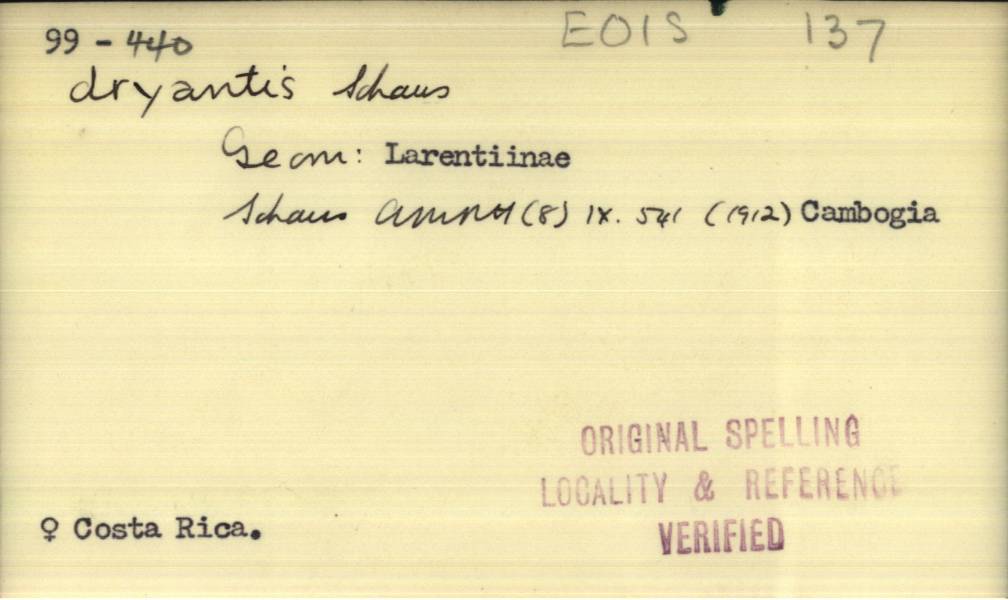 99 - 440
EOIS 137
dryantis Schaus
Geom: Larentiinae
Schaus AMNH (8) IX. 541 (1912) Cambogia
ORIGINAL SPELLING
LOCALITY & REFERENCE
VERIFIED
♀ Costa Rica.